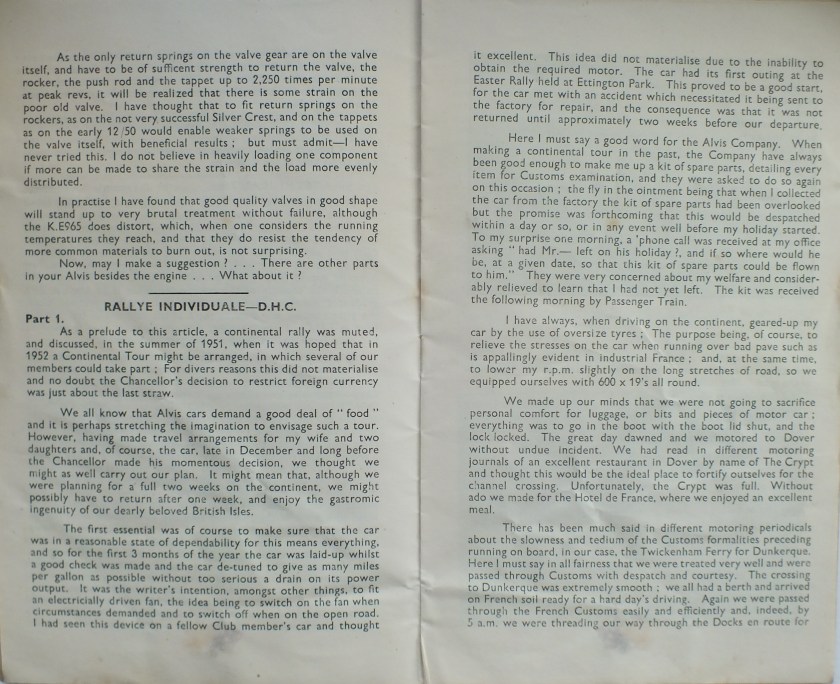 As the only return springs on the valve gear are on the valve
itself, and have to be of sufficent strength to return the valve, the
rocker, the push rod and the tappet up to 2,250 times per minute
at peak revs, it will be realized that there is some strain on the
poor old valve. I have thought that to fit return springs on the
rockers, as on the not very successful Silver Crest, and on the tappets
as on the early 12/50 would enable weaker springs to be used on
the valve itself, with beneficial results ; but must admit—I have
never tried this. I do not believe in heavily loading one component
if more can be made to share the strain and the load more evenly
distributed.
In practise I have found that good quality valves in good shape
will stand up to very brutal treatment without failure, although
the K.E965 does distort, which, when one considers the running
temperatures they reach, and that they do resist the tendency of
more common materials to burn out, is not surprising.
Now, may I make a suggestion ? . . . There are other parts
in your Alvis besides the engine . . . What about it ?
RALLYE INDIVIDUALE—D.H.C.
Part 1.
As a prelude to this article, a continental rally was muted,
and discussed, in the summer of 1951, when it was hoped that in
1952 a Continental Tour might be arranged, in which several of our
members could take part ; For divers reasons this did not materialise
and no doubt the Chancellor's decision to restrict foreign currency
was just about the last straw.
We all know that Alvis cars demand a good deal of " food "
and it is perhaps stretching the imagination to envisage such a tour.
However, having made travel arrangements for my wife and two
daughters and, of course, the car, late in December and long before
the Chancellor made his momentous decision, we thought we
might as well carry out our plan. It might mean that, although we
were planning for a full two weeks on the continent, we might
possibly have to return after one week, and enjoy the gastromic
ingenuity of our dearly beloved British Isles.
The first essential was of course to make sure that the car
was in a reasonable state of dependability for this means everything,
and so for the first 3 months of the year the car was laid-up whilst
a good check was made and the car de-tuned to give as many miles
per gallon as possible without too serious a drain on its power
output. It was the writer's intention, amongst other things, to fit
an electrically driven fan, the idea being to switch on the fan when
circumstances demanded and to switch off when on the open road.
I had seen this device on a fellow Club member's car and thought
it excellent. This idea did not materialise due to the inability to
obtain the required motor. The car had its first outing at the
Easter Rally held at Ettington Park. This proved to be a good start,
for the car met with an accident which necessitated it being sent to
the factory for repair, and the consequence was that it was not
returned until approximately two weeks before our departure.
Here I must say a good word for the Alvis Company. When
making a continental tour in the past, the Company have always
been good enough to make me up a kit of spare parts, detailing every
item for Customs examination, and they were asked to do so again
on this occasion ; the fly in the ointment being that when I collected
the car from the factory the kit of spare parts had been overlooked
but the promise was forthcoming that this would be despatched
within a day or so, or in any event well before my holiday started.
To my surprise one morning, a 'phone call was received at my office
asking " had Mr.— left on his holiday ?, and if so where would he
be, at a given date, so that this kit of spare parts could be flown
to him." They were very concerned about my welfare and consider-
ably relieved to learn that I had not yet left. The kit was received
the following morning by Passenger Train.
I have always, when driving on the continent, geared-up my
car by the use of oversize tyres ; The purpose being, of course, to
relieve the stresses on the car when running over bad pave such as
is appallingly evident in industrial France ; and, at the same time,
to lower my r.p.m. slightly on the long stretches of road, so we
equipped ourselves with 600 x 19's all round.
We made up our minds that we were not going to sacrifice
personal comfort for luggage, or bits and pieces of motor car ;
everything was to go in the boot with the boot lid shut, and the
lock locked. The great day dawned and we motored to Dover
without undue incident. We had read in different motoring
journals of an excellent restaurant in Dover by name of The Crypt
and thought this would be the ideal place to fortify ourselves for the
channel crossing. Unfortunately, the Crypt was full. Without
ado we made for the Hotel de France, where we enjoyed an excellent
meal.
There has been much said in different motoring periodicals
about the slowness and tedium of the Customs formalities preceding
running on board, in our case, the Twickenham Ferry for Dunkerque.
Here I must say in all fairness that we were treated very well and were
passed through Customs with despatch and courtesy. The crossing
to Dunkerque was extremely smooth ; we all had a berth and arrived
on French soil ready for a hard day's driving. Again we were passed
through the French Customs easily and efficiently and, indeed, by
5 a.m. we were threading our way through the Docks en route for